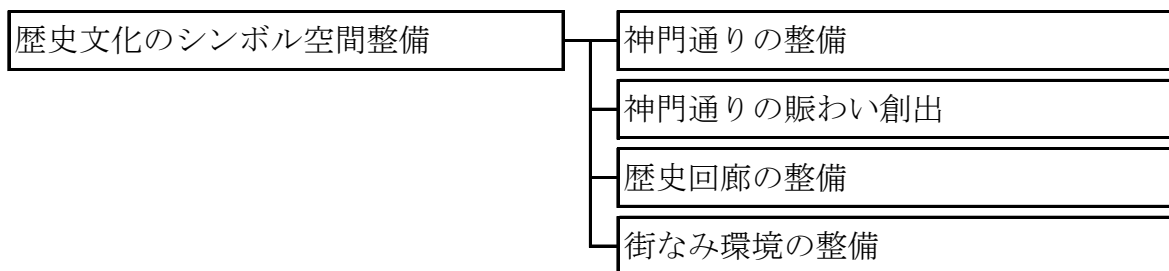 歴史文化のシンボル空間整備
神門通りの整備
神門通りの賑わい創出
歴史回廊の整備
街なみ環境の整備